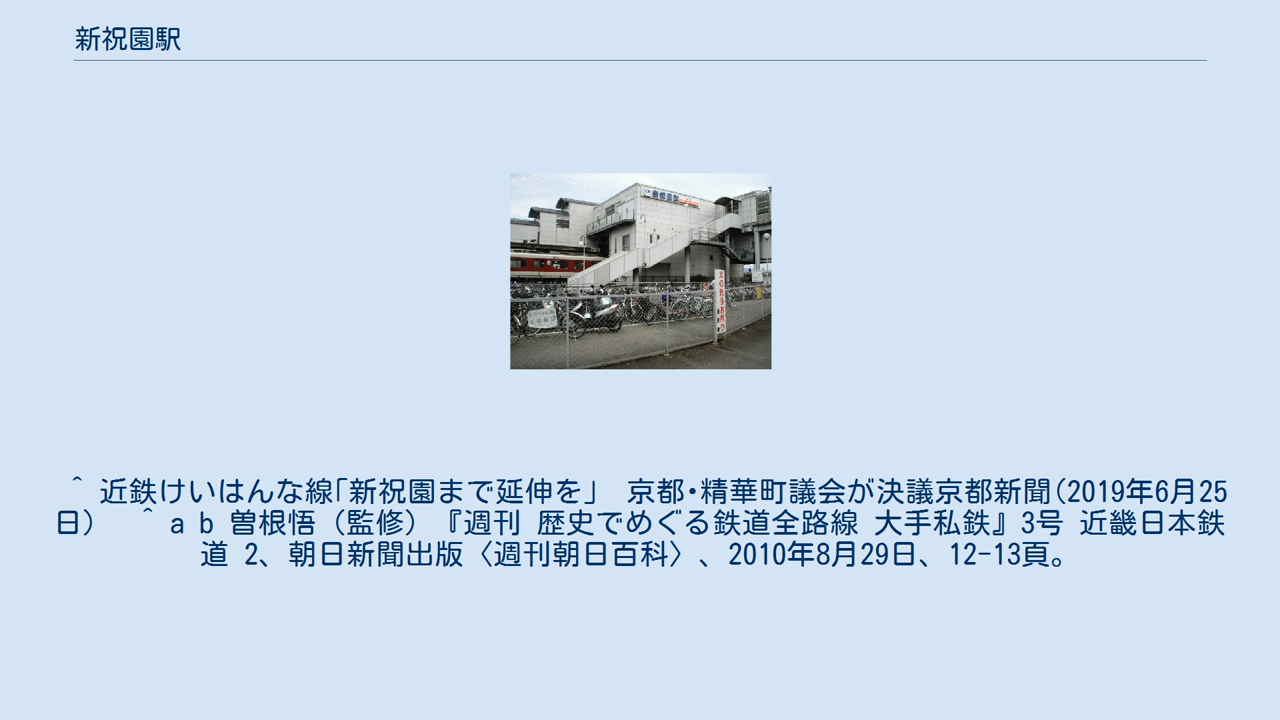 新祝園駅
新祝園駅
^ 近鉄けいはんな線｢新祝園まで延伸を｣　京都･精華町議会が決議京都新聞(2019年6月25
日）　^ a b 曽根悟（監修）『週刊 歴史でめぐる鉄道全路線 大手私鉄』3号 近畿日本鉄
道 2、朝日新聞出版〈週刊朝日百科〉、2010年8月29日、12-13頁。